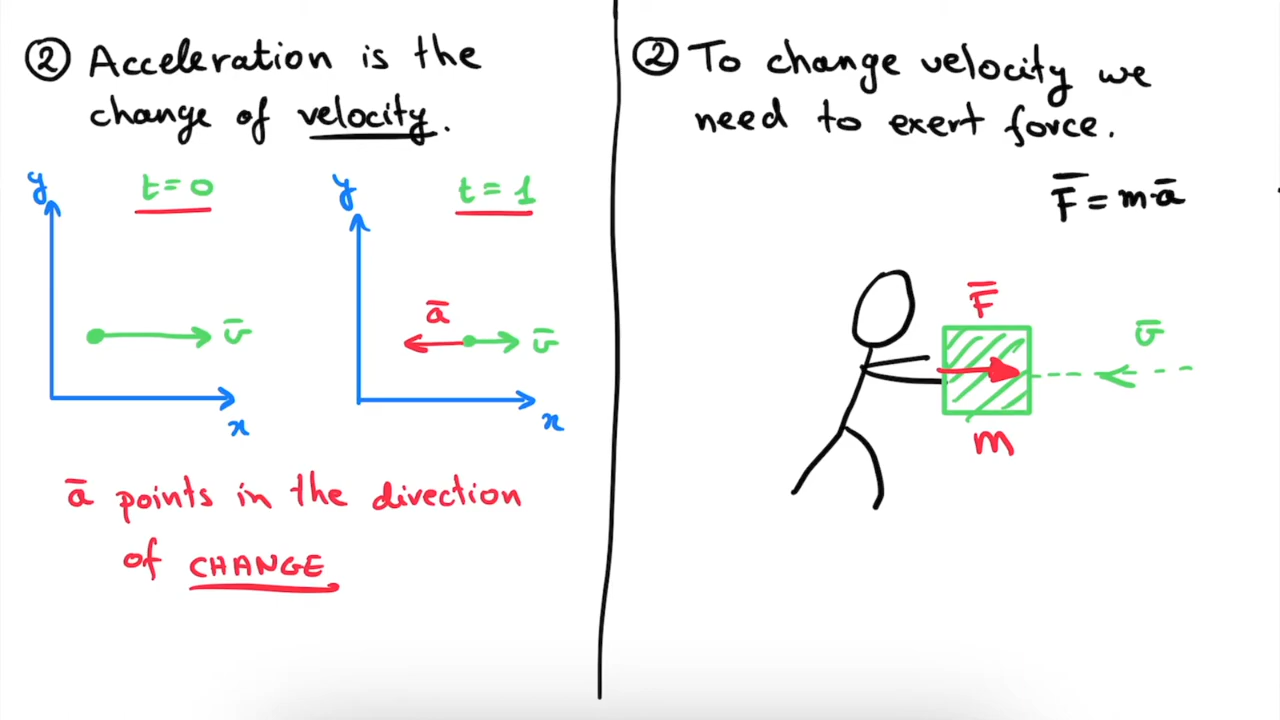 ② Acceleration is the
change of velocity.
y
t=0
v̅
x
y
t=1
a̅
v̅
x
a̅ points in the direction
of CHANGE
② To change velocity we
need to exert force.
F̅=m·a̅
F̅
v̅
m